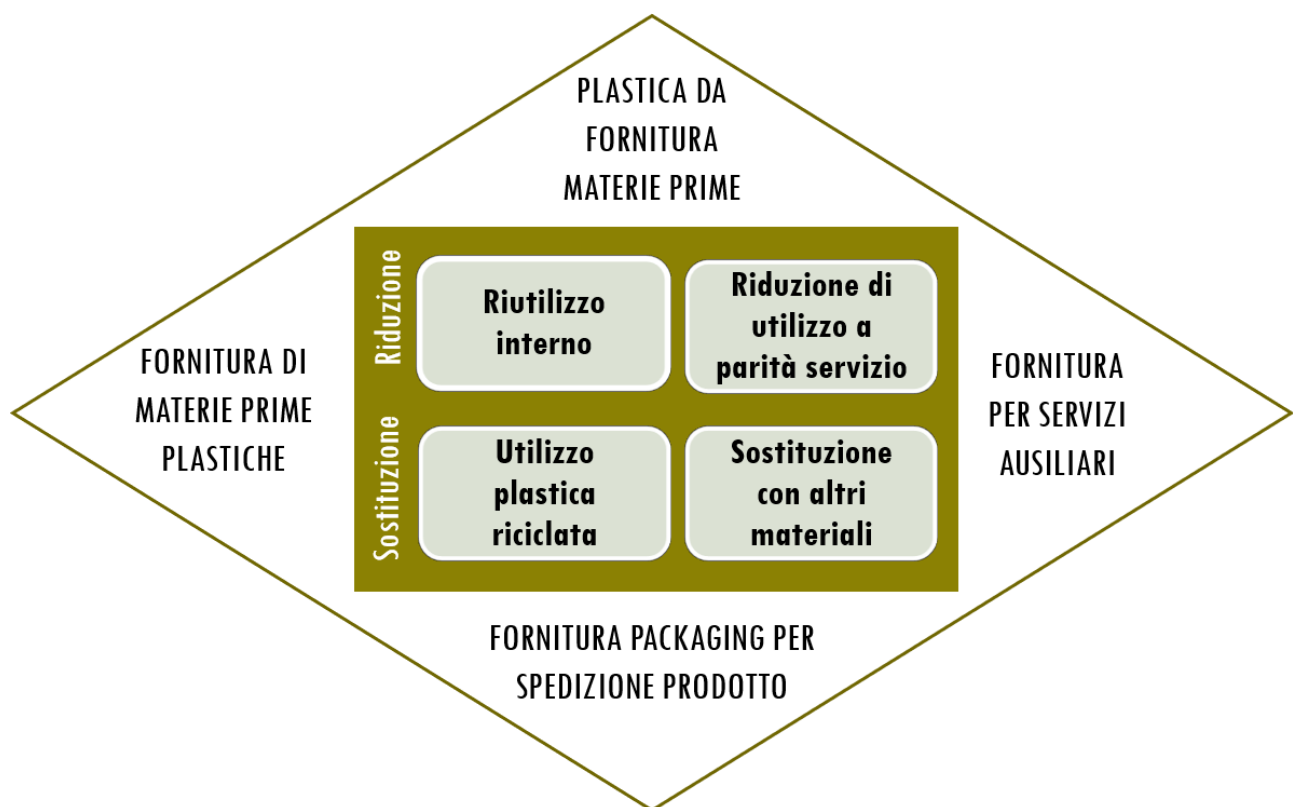 PLASTICA DA
FORNITURA
MATERIE PRIME
FORNITURA DI
MATERIE PRIME
PLASTICHE
Riduzione
Riutilizzo
interno
Riduzione di
utilizzo a
parità servizio
Sostituzione
Utilizzo
plastica
riciclata
Sostituzione
con altri
materiali
FORNITURA
PER SERVIZI
AUSILIARI
FORNITURA PACKAGING PER
SPEDIZIONE PRODOTTO